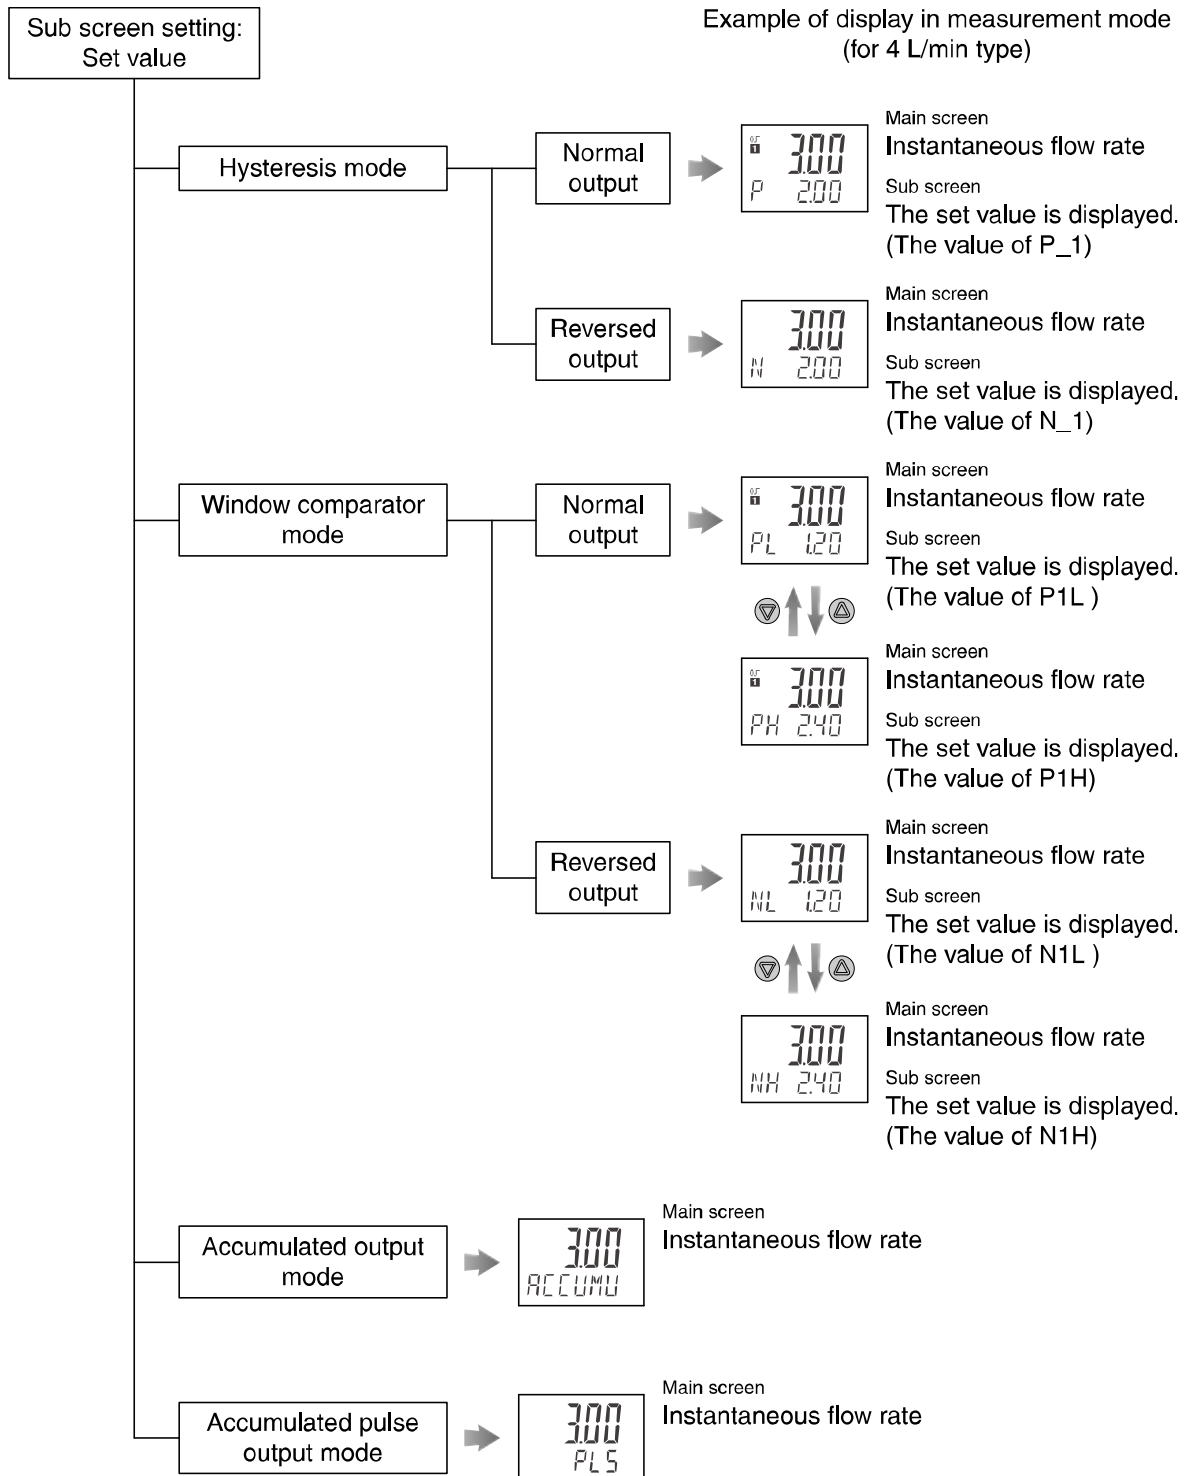 Sub screen setting:
Set value
Example of display in measurement mode
(for 4 L/min type)
Hysteresis mode
Normal
output
1
3.00
P 2.00
Main screen
Instantaneous flow rate
Sub screen
The set value is displayed.
(The value of P_1)
Reversed
output
3.00
N 2.00
Main screen
Instantaneous flow rate
Sub screen
The set value is displayed.
(The value of N_1)
Window comparator
mode
Normal
output
1
3.00
PL 1.20
Main screen
Instantaneous flow rate
Sub screen
The set value is displayed.
(The value of P1L )
1
3.00
PH 2.40
Main screen
Instantaneous flow rate
Sub screen
The set value is displayed.
(The value of P1H)
Reversed
output
3.00
NL 1.20
Main screen
Instantaneous flow rate
Sub screen
The set value is displayed.
(The value of N1L )
3.00
NH 2.40
Main screen
Instantaneous flow rate
Sub screen
The set value is displayed.
(The value of N1H)
Accumulated output
mode
3.00
ACCUMU
Main screen
Instantaneous flow rate
Accumulated pulse
output mode
3.00
PLS
Main screen
Instantaneous flow rate